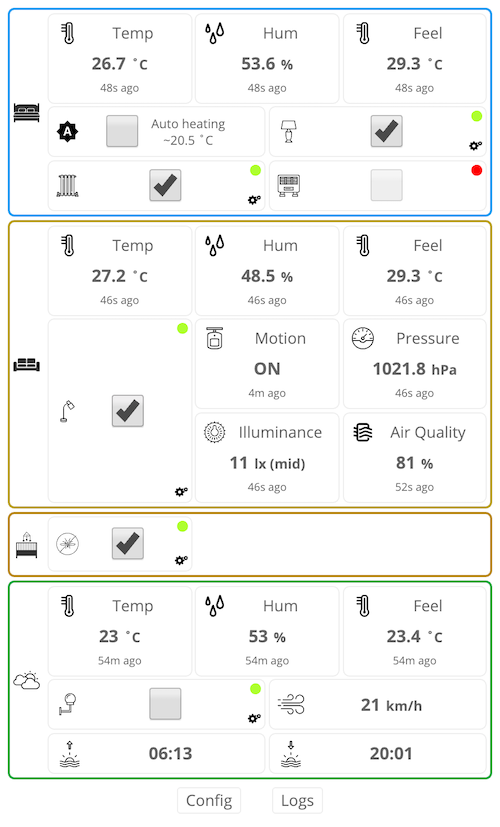 Temp Hum Feel
26.7 ˚C 53.6 % 29.3 ˚C
48s ago 48s ago 48s ago
A Auto heating
~20.5 ˚C
Temp Hum Feel
27.2 ˚C 48.5 % 29.3 ˚C
46s ago 46s ago 46s ago
Motion Pressure
ON 1021.8 hPa
4m ago 46s ago
Illuminance Air Quality
11 lx (mid) 81 %
46s ago 52s ago
Temp Hum Feel
23 ˚C 53 % 23.4 ˚C
54m ago 54m ago 54m ago
21 km/h
06:13 20:01
Config Logs